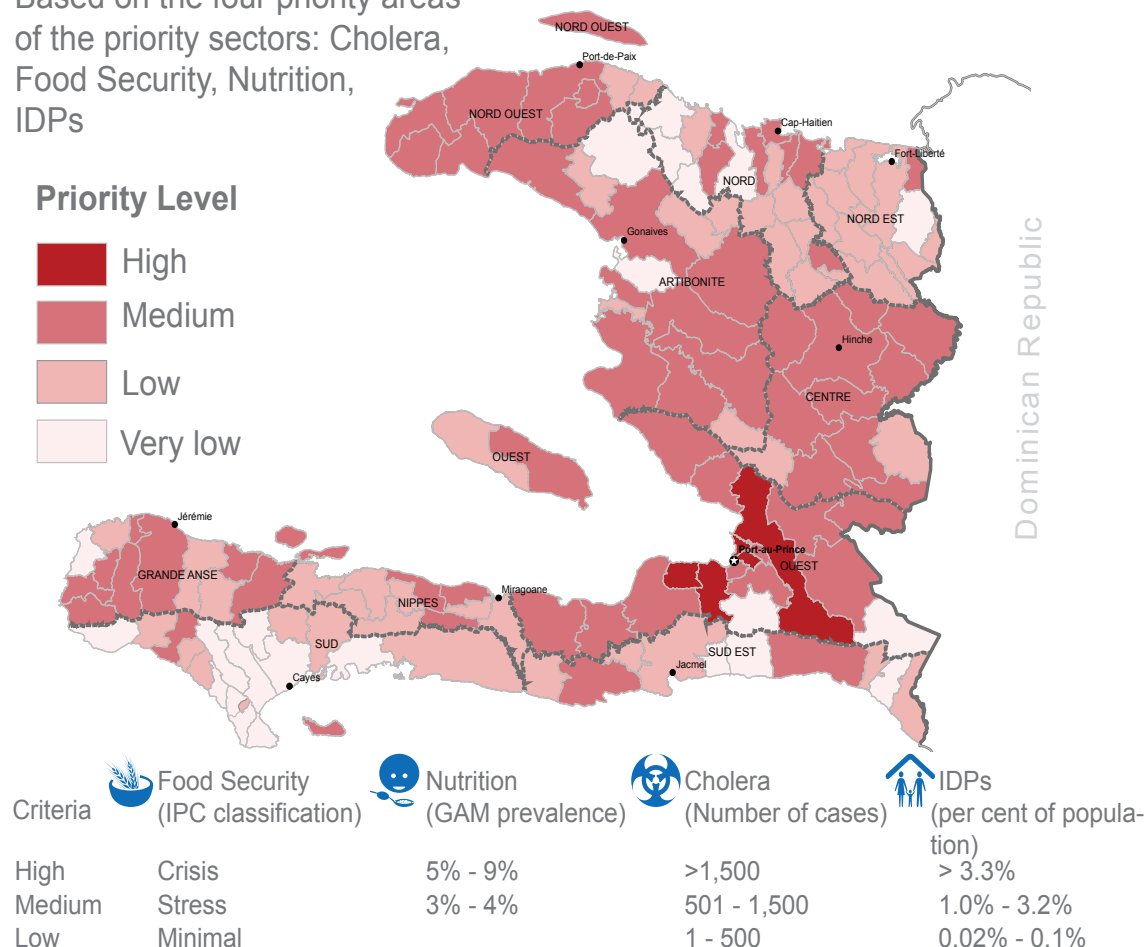 Based on the four priority areas
of the priority sectors: Cholera,
Food Security, Nutrition,
IDPs
Priority Level
High
Medium
Low
Very low
NORD OUEST
Port-de-Paix
NORD OUEST
Cap-Haitien
Fort-Liberté
NORD
NORD EST
Gonaives
ARTIBONITE
Dominican Republic
Hinche
CENTRE
OUEST
Jérémie
Port-au-Prince
OUEST
GRANDE ANSE
Miragoane
NIPPES
SUD
SUD EST
Jacmel
Cayes
Criteria
Food Security
(IPC classification)
Nutrition
(GAM prevalence)
Cholera
(Number of cases)
IDPs
(per cent of popula-
tion)
High Crisis 5% - 9% >1,500 > 3.3%
Medium Stress 3% - 4% 501 - 1,500 1.0% - 3.2%
Low Minimal 1 - 500 0.02% - 0.1%